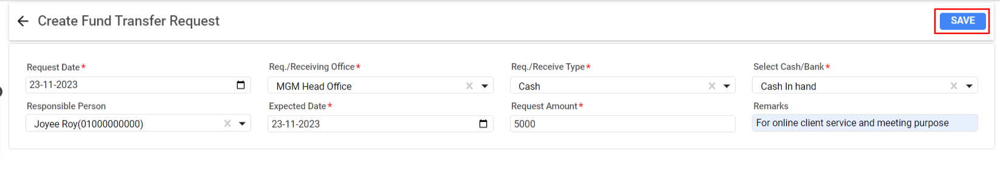 Create Fund Transfer Request
SAVE
Request Date*
Req./Receiving Office*
Req./Receive Type*
Select Cash/Bank*
23-11-2023
MGM Head Office
Cash
Cash In hand
Responsible Person
Expected Date*
Request Amount*
Remarks
Joyee Roy(01000000000)
23-11-2023
5000
For online client service and meeting purpose